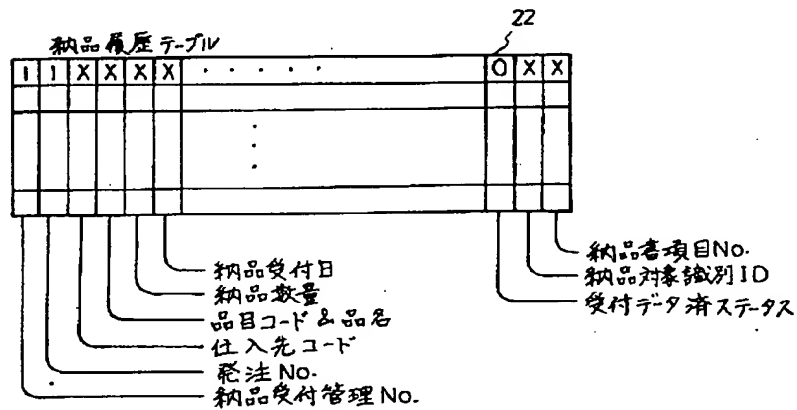 22
納品履歴テーブル
1 1 X X X X ・・・・・ 0 X X
納品書項目No.
納品受付日
納品対象識別ID
納品数量
受付データ済ステータス
品目コード&品名
仕入先コード
発注No.
納品受付管理No.